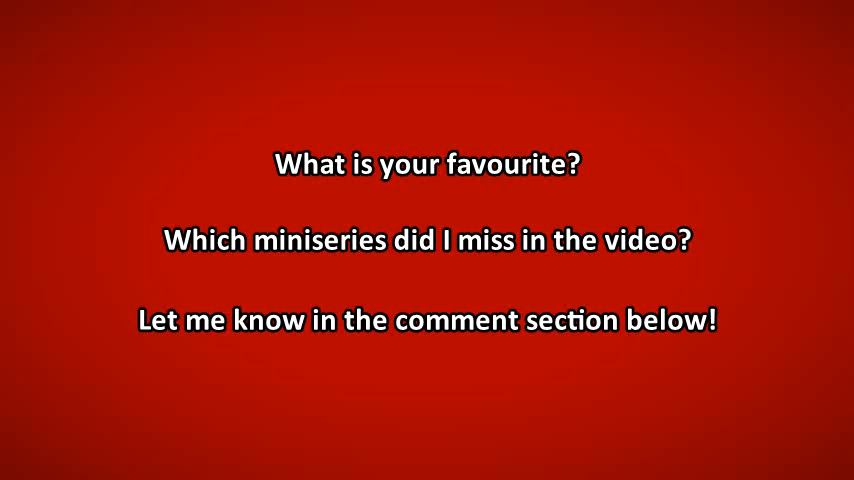 What is your favourite?
Which miniseries did I miss in the video?
Let me know in the comment section below!